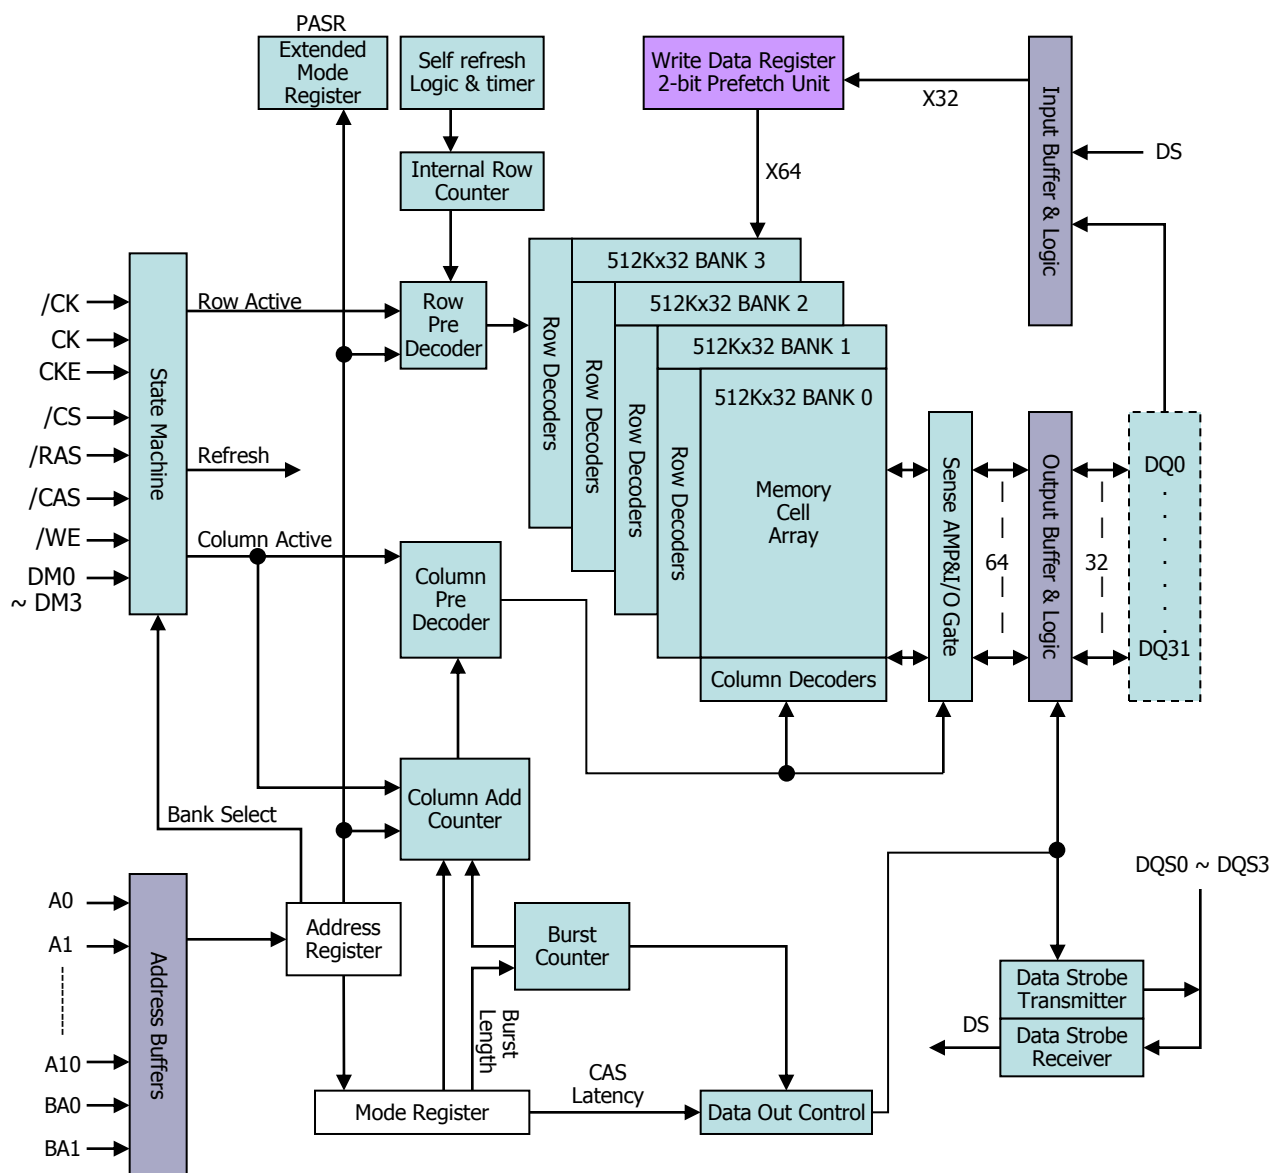 PASR
Extended
Mode
Register
Self refresh
Logic & timer
Write Data Register
2-bit Prefetch Unit
X32
Input Buffer & Logic
DS
Internal Row
Counter
X64
/CK
CK
CKE
/CS
/RAS
/CAS
/WE
DM0
~ DM3
State Machine
Row Active
Refresh
Column Active
Row
Pre
Decoder
Row Decoders
512Kx32 BANK 3
Row Decoders
512Kx32 BANK 2
Row Decoders
512Kx32 BANK 1
Row Decoders
512Kx32 BANK 0
Memory
Cell
Array
Column Decoders
Sense AMP&I/O Gate
64
Output Buffer & Logic
32
DQ0
.
.
.
.
.
.
.
DQ31
Column
Pre
Decoder
Bank Select
Column Add
Counter
A0
A1
A10
BA0
BA1
Address Buffers
Address
Register
Burst
Counter
Burst
Length
Mode Register
CAS
Latency
Data Out Control
DQS0 ~ DQS3
Data Strobe
Transmitter
DS
Data Strobe
Receiver